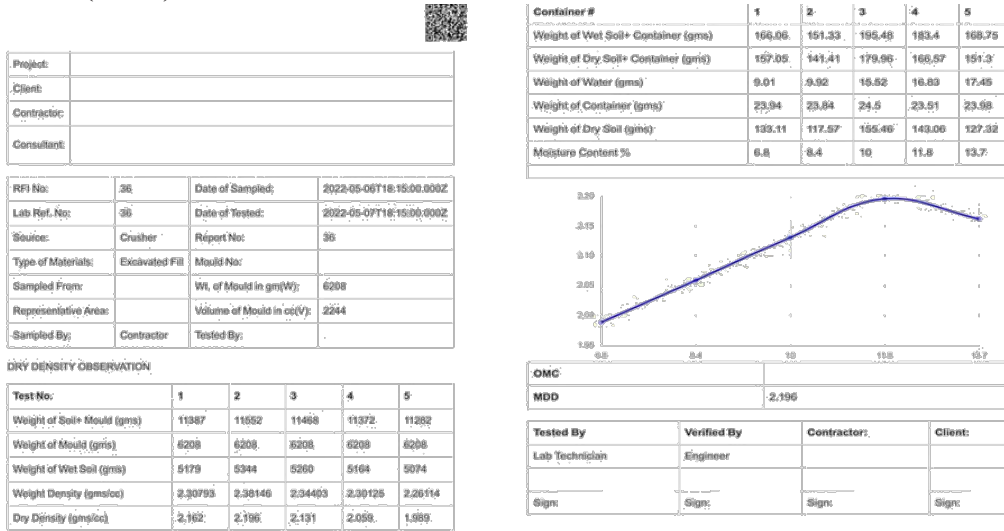 Project:
Client:
Contractor:
Consultant:
RFI No: 36 Date of Sampled: 2022-05-06T18:15:00.000Z
Lab Ref. No: 36 Date of Tested: 2022-05-07T18:15:00.000Z
Source: Crusher Report No: 36
Type of Materials: Excavated Fill Mould No:
Sampled From: Wt. of Mould in gm(W): 6208
Representative Area: Volume of Mould in cc(V): 2244
Sampled By: Contractor Tested By:
DRY DENSITY OBSERVATION
Test No. 1 2 3 4 5
Weight of Soil+ Mould (gms) 11387 11552 11468 11372 11282
Weight of Mould (gms) 6208 6208 6208 6208 6208
Weight of Wet Soil (gms) 5179 5344 5260 5164 5074
Weight Density (gms/cc) 2.30793 2.38146 2.34403 2.30125 2.26114
Dry Density (gms/cc) 2.162 2.196 2.131 2.059 1.989
Container # 1 2 3 4 5
Weight of Wet Soil+ Container (gms) 166.06 151.33 195.48 183.4 168.75
Weight of Dry Soil+ Container (gms) 157.05 141.41 179.96 166.57 151.3
Weight of Water (gms) 9.01 9.92 15.52 16.83 17.45
Weight of Container (gms) 23.94 23.84 24.5 23.51 23.98
Weight of Dry Soil (gms) 133.11 117.57 155.46 143.06 127.32
Moisture Content % 6.8 8.4 10 11.8 13.7
2.20
2.15
2.10
2.05
2.00
1.95
6.8 8.4 10 11.8 13.7
OMC
MDD 2.196
Tested By Verified By Contractor: Client:
Lab Technician Engineer
Sign: Sign: Sign: Sign: